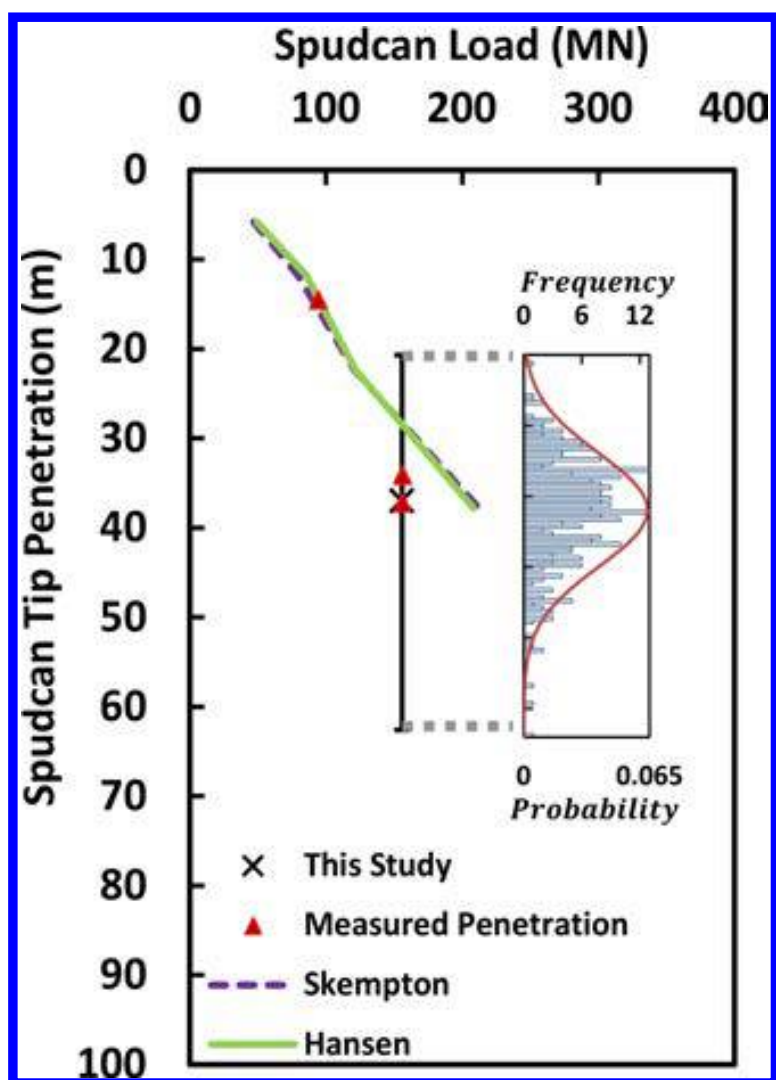 Spudcan Load (MN)
0 100 200 300 400
Spudcan Tip Penetration (m)
0
10
20
30
40
50
60
70
80
90
100
Frequency
0 6 12
0 0.065
Probability
This Study
Measured Penetration
Skempton
Hansen